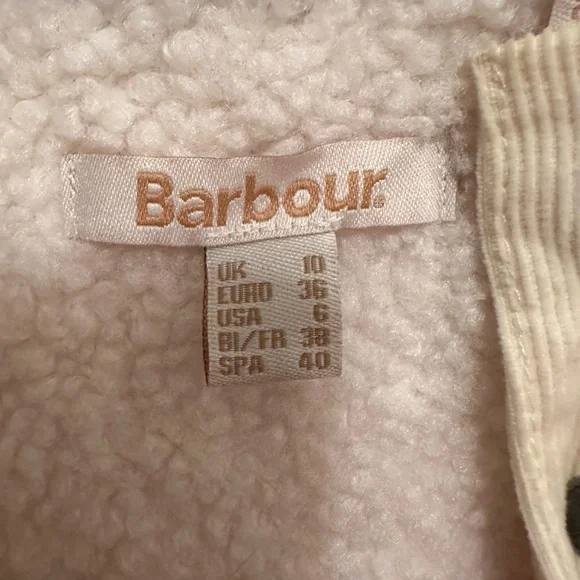 Barbour
UK 10
EURO 36
USA 6
BI/FR 38
SPA 40